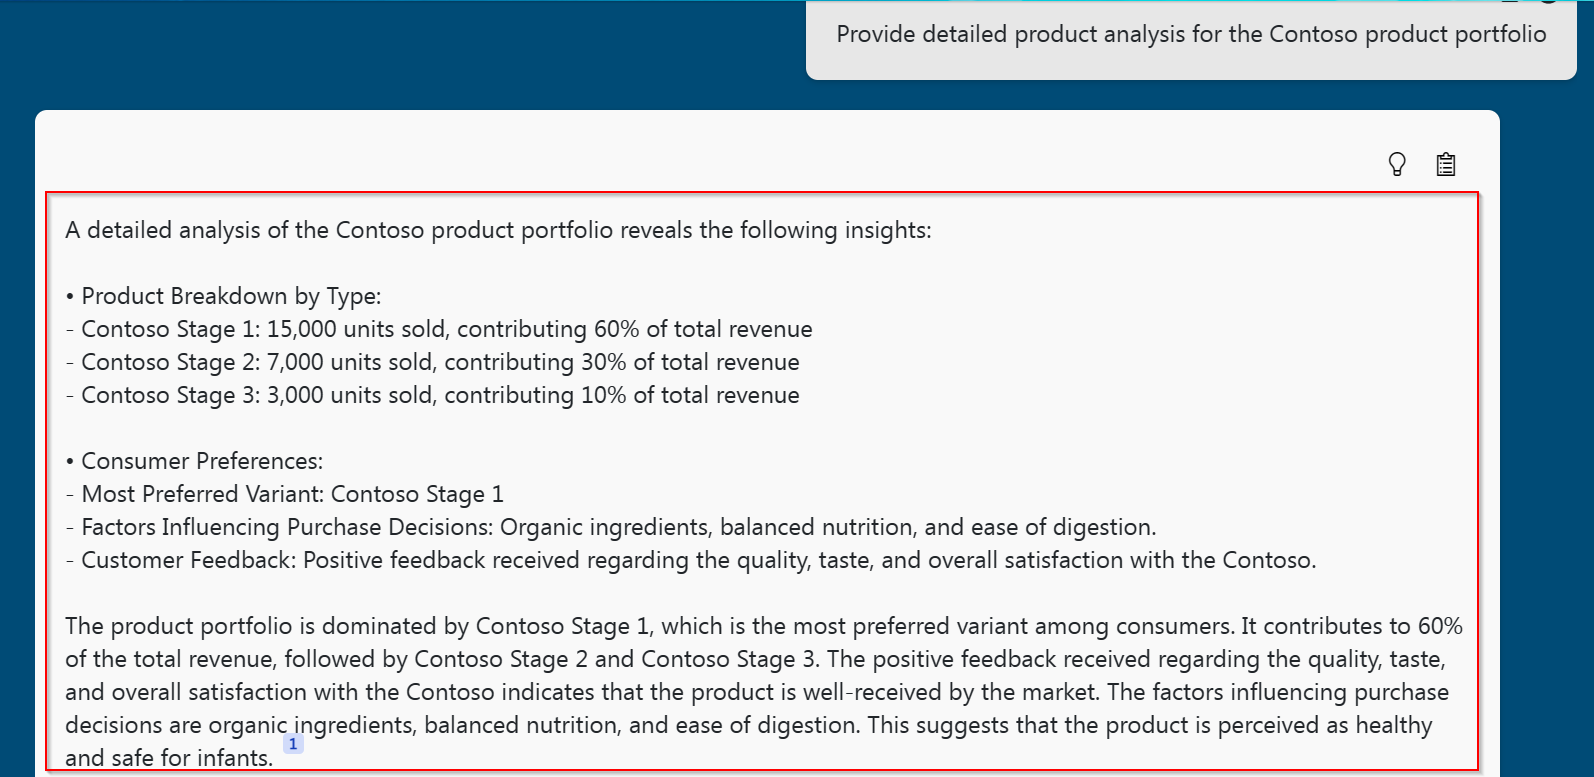 Provide detailed product analysis for the Contoso product portfolio
A detailed analysis of the Contoso product portfolio reveals the following insights:
• Product Breakdown by Type:
- Contoso Stage 1: 15,000 units sold, contributing 60% of total revenue
- Contoso Stage 2: 7,000 units sold, contributing 30% of total revenue
- Contoso Stage 3: 3,000 units sold, contributing 10% of total revenue
• Consumer Preferences:
- Most Preferred Variant: Contoso Stage 1
- Factors Influencing Purchase Decisions: Organic ingredients, balanced nutrition, and ease of digestion.
- Customer Feedback: Positive feedback received regarding the quality, taste, and overall satisfaction with the Contoso.
The product portfolio is dominated by Contoso Stage 1, which is the most preferred variant among consumers. It contributes to 60%
of the total revenue, followed by Contoso Stage 2 and Contoso Stage 3. The positive feedback received regarding the quality, taste,
and overall satisfaction with the Contoso indicates that the product is well-received by the market. The factors influencing purchase
decisions are organic ingredients, balanced nutrition, and ease of digestion. This suggests that the product is perceived as healthy
and safe for infants. 1